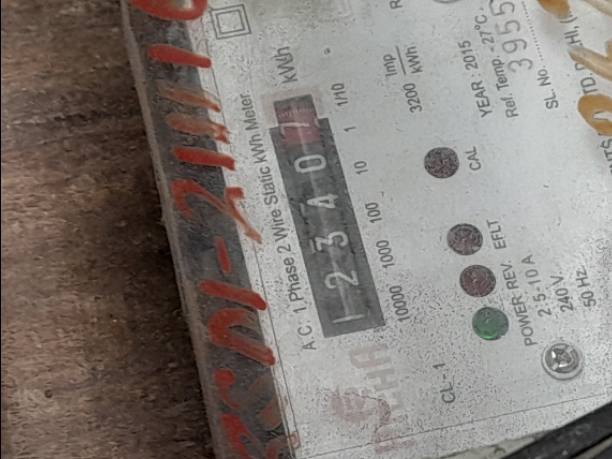 A.C. 1 Phase 2 Wire Static kWh Meter
1 2 3 4 0 7 kWh
10000 1000 100 10 1 1/10
3200 Imp/kWh
CL - 1
CAL
EFLT
REV.
POWER
2.5-10 A
240 V
50 Hz
YEAR : 2015
Ref. Temp. - 27°C
3955
SL. No.